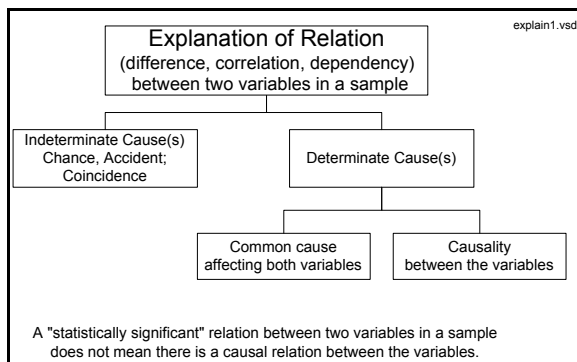 explain1.vsd
Explanation of Relation
(difference, correlation, dependency)
between two variables in a sample
Indeterminate Cause(s)
Chance, Accident;
Coincidence
Determinate Cause(s)
Common cause
affecting both variables
Causality
between the variables
A "statistically significant" relation between two variables in a sample
does not mean there is a causal relation between the variables.